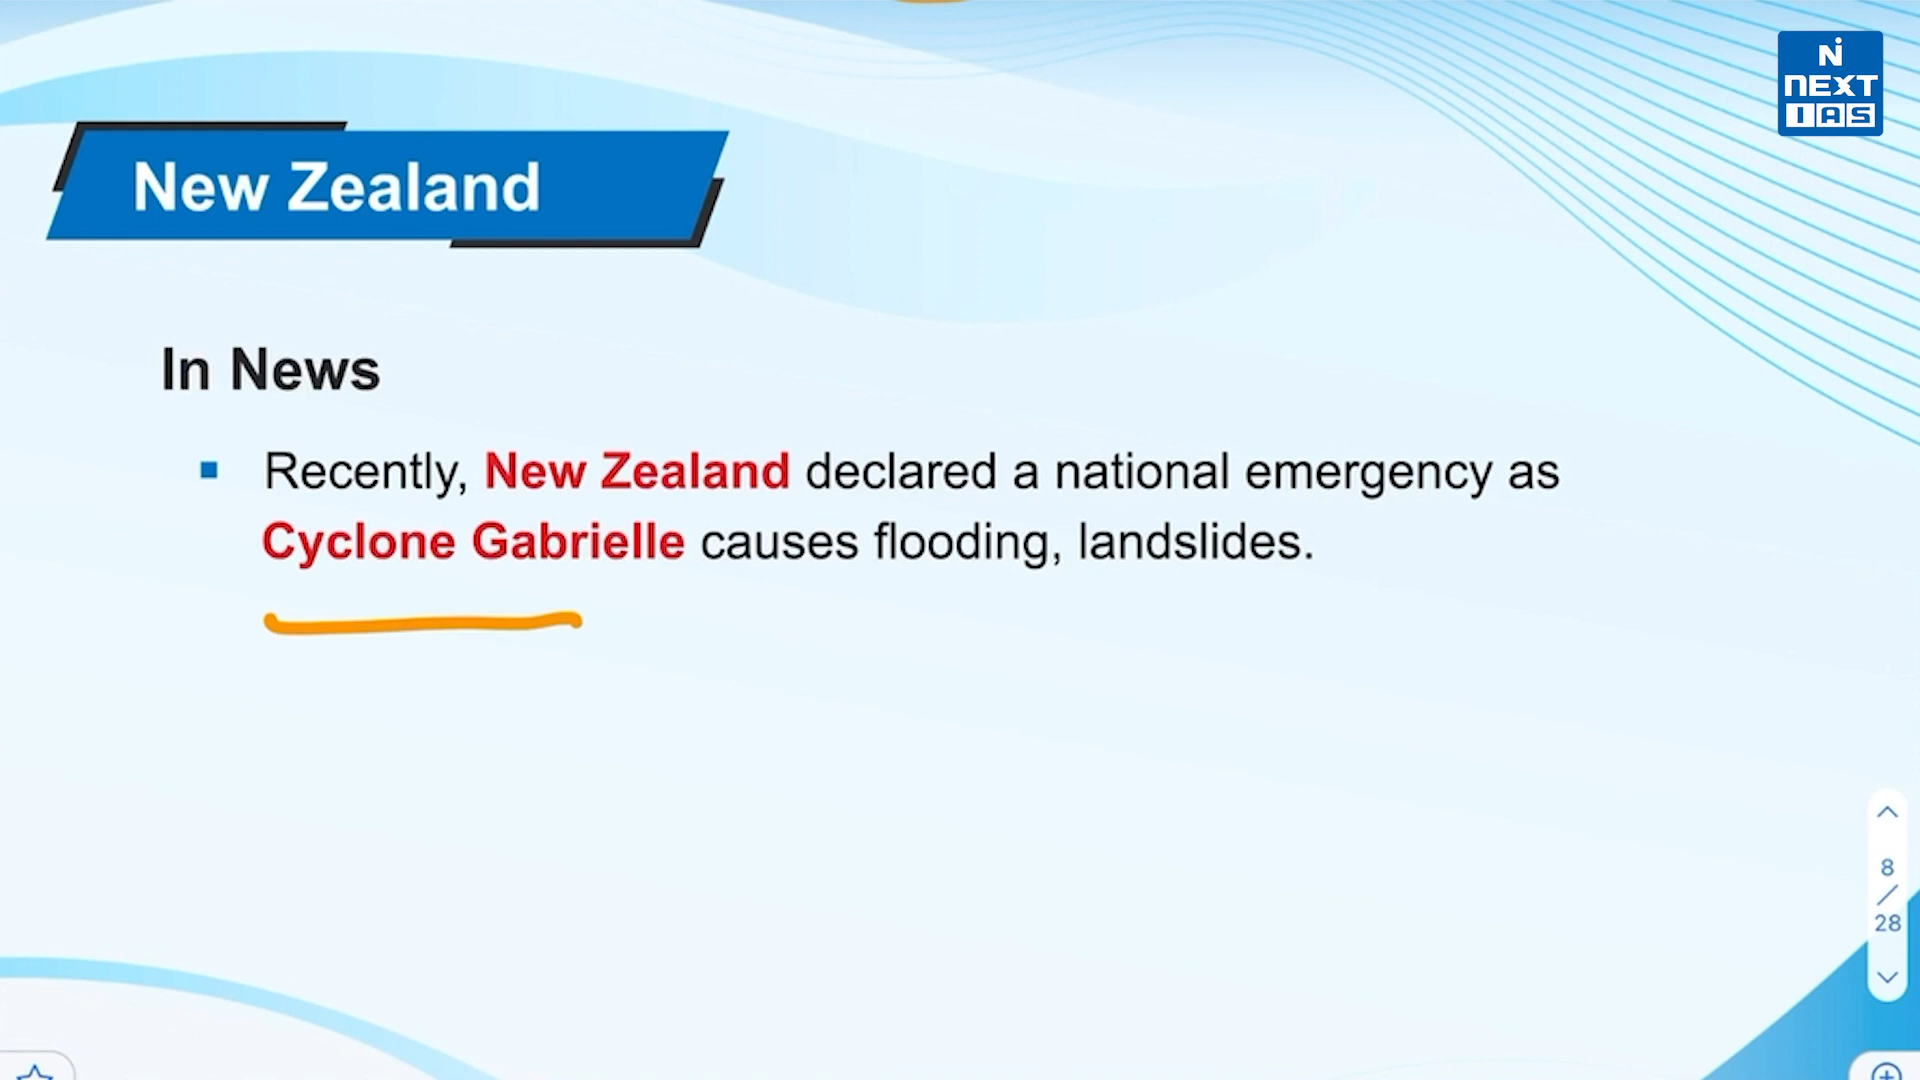 NEXT
IAS
New Zealand
In News
Recently, New Zealand declared a national emergency as
Cyclone Gabrielle causes flooding, landslides.
8
/
28